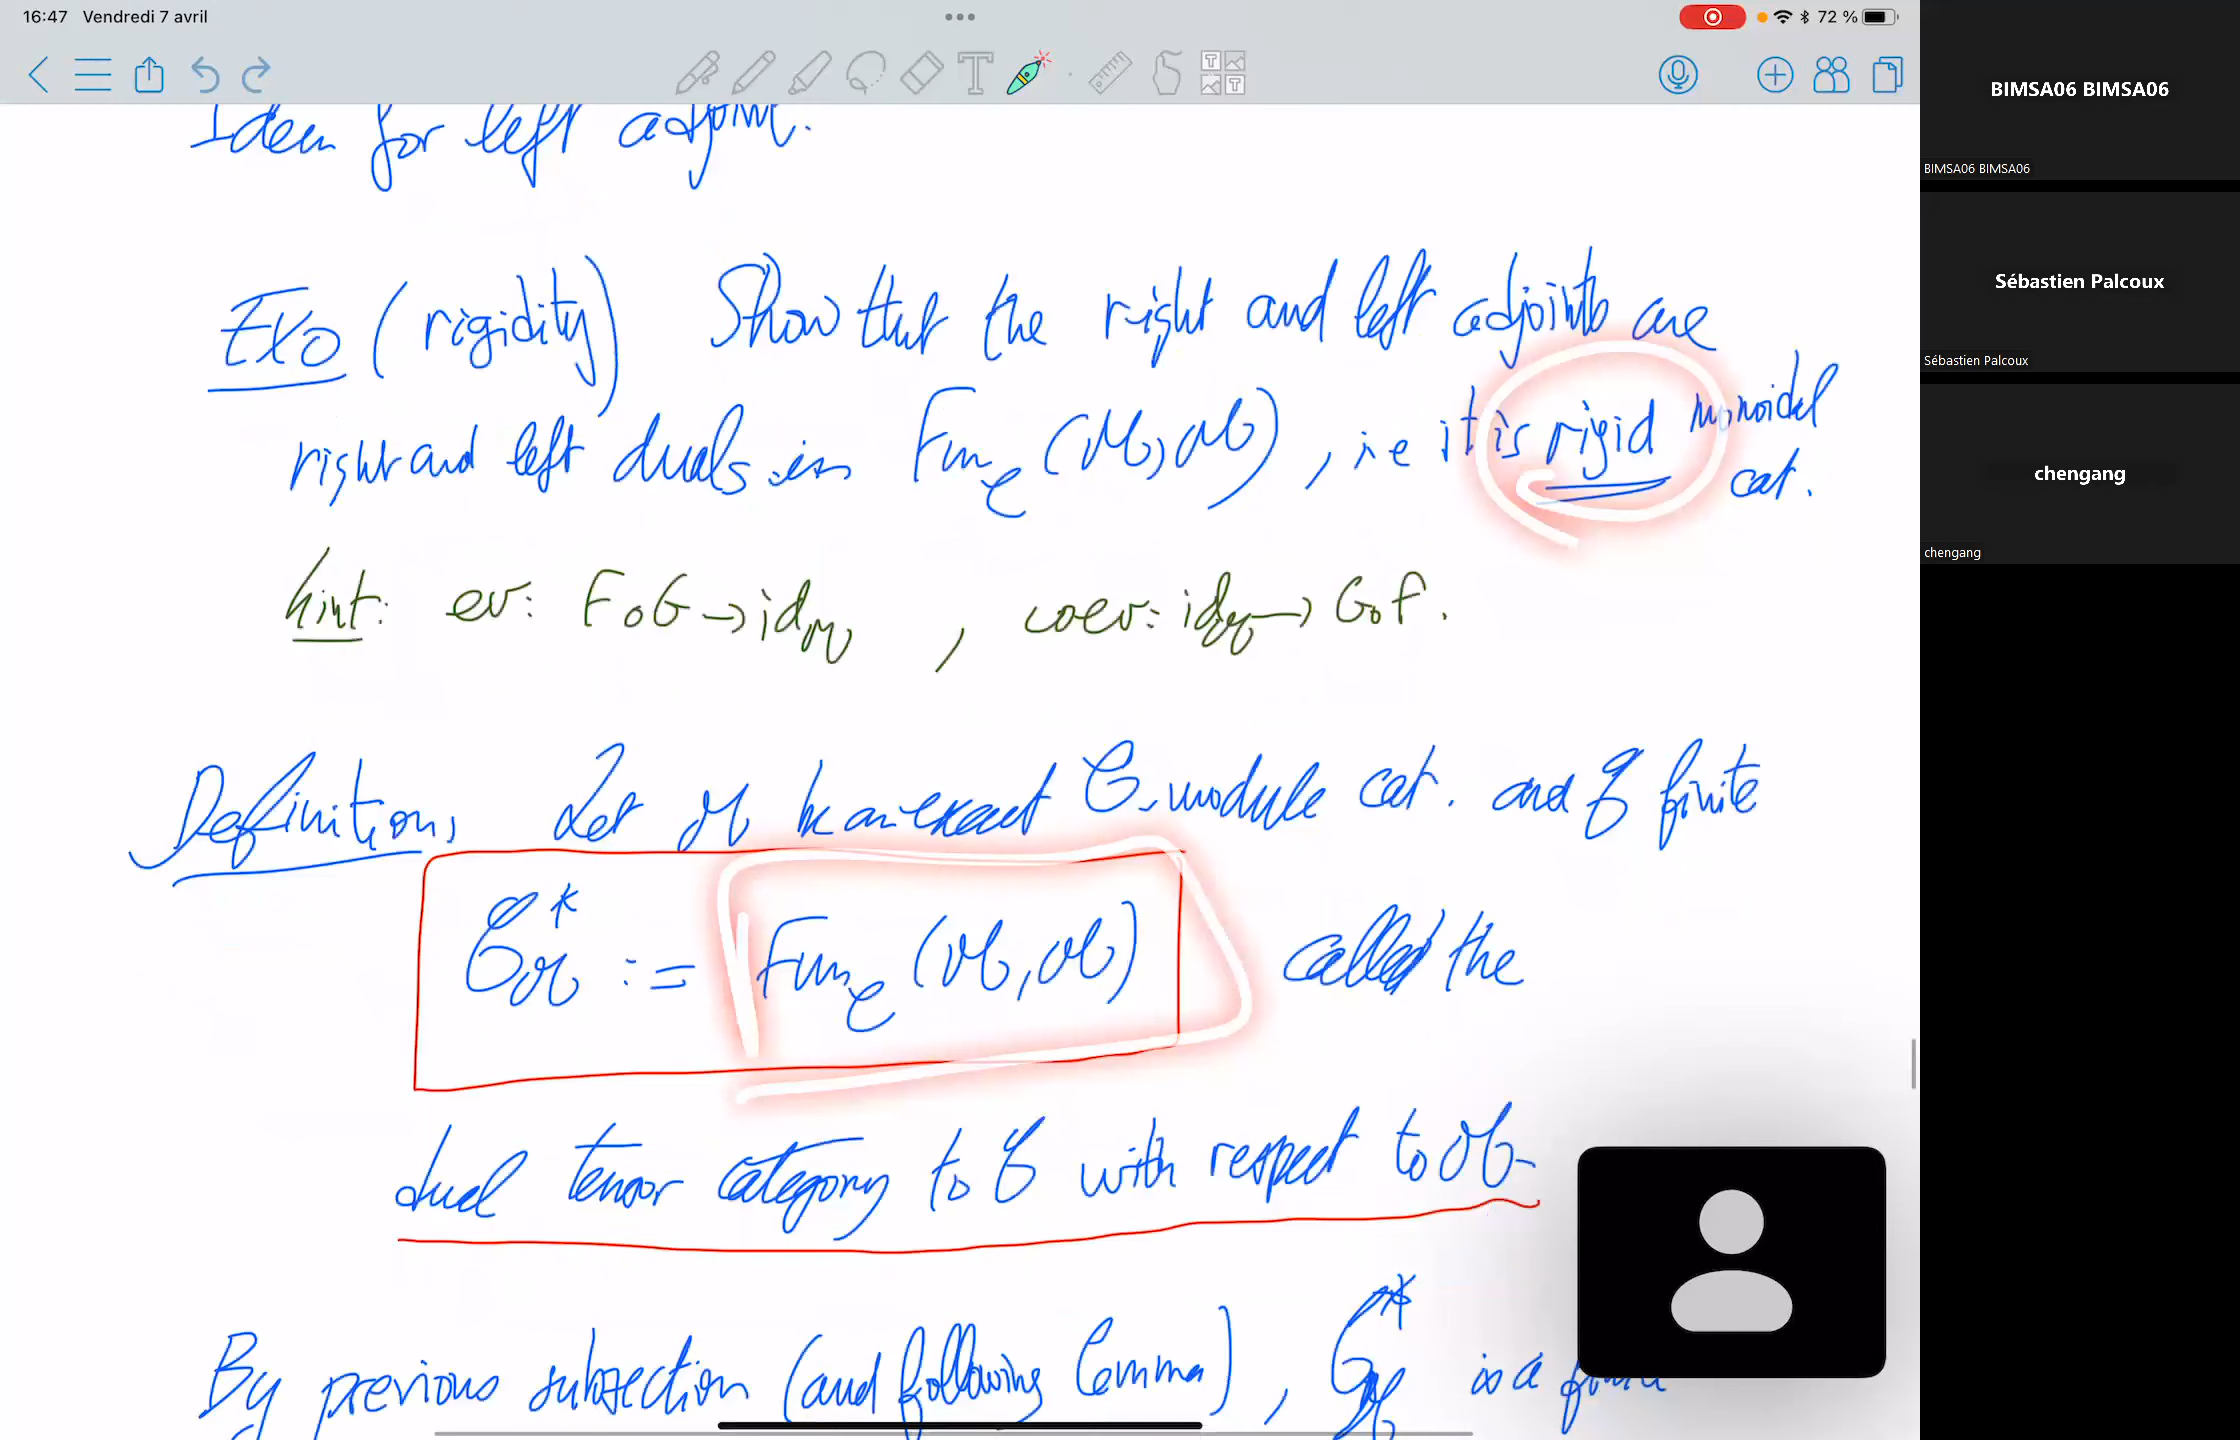 16:47 Vendredi 7 avril
72 %
Idem for left adjoint.
EXO (rigidity) Show that the right and left adjoints are
right and left duals in Fun_C (M, M), i.e it is rigid monoidal
cat.
hint: ev: F∘G → id_M , coev: id_M → G∘F.
Definition, Let M be an exact C-module cat. and C finite
C*_M := Fun_C (M, M) called the
dual tensor category to C with respect to M
By previous subsection (and following Lemma), C*_M is a finite
BIMSA06 BIMSA06
BIMSA06 BIMSA06
Sébastien Palcoux
Sébastien Palcoux
chengang
chengang